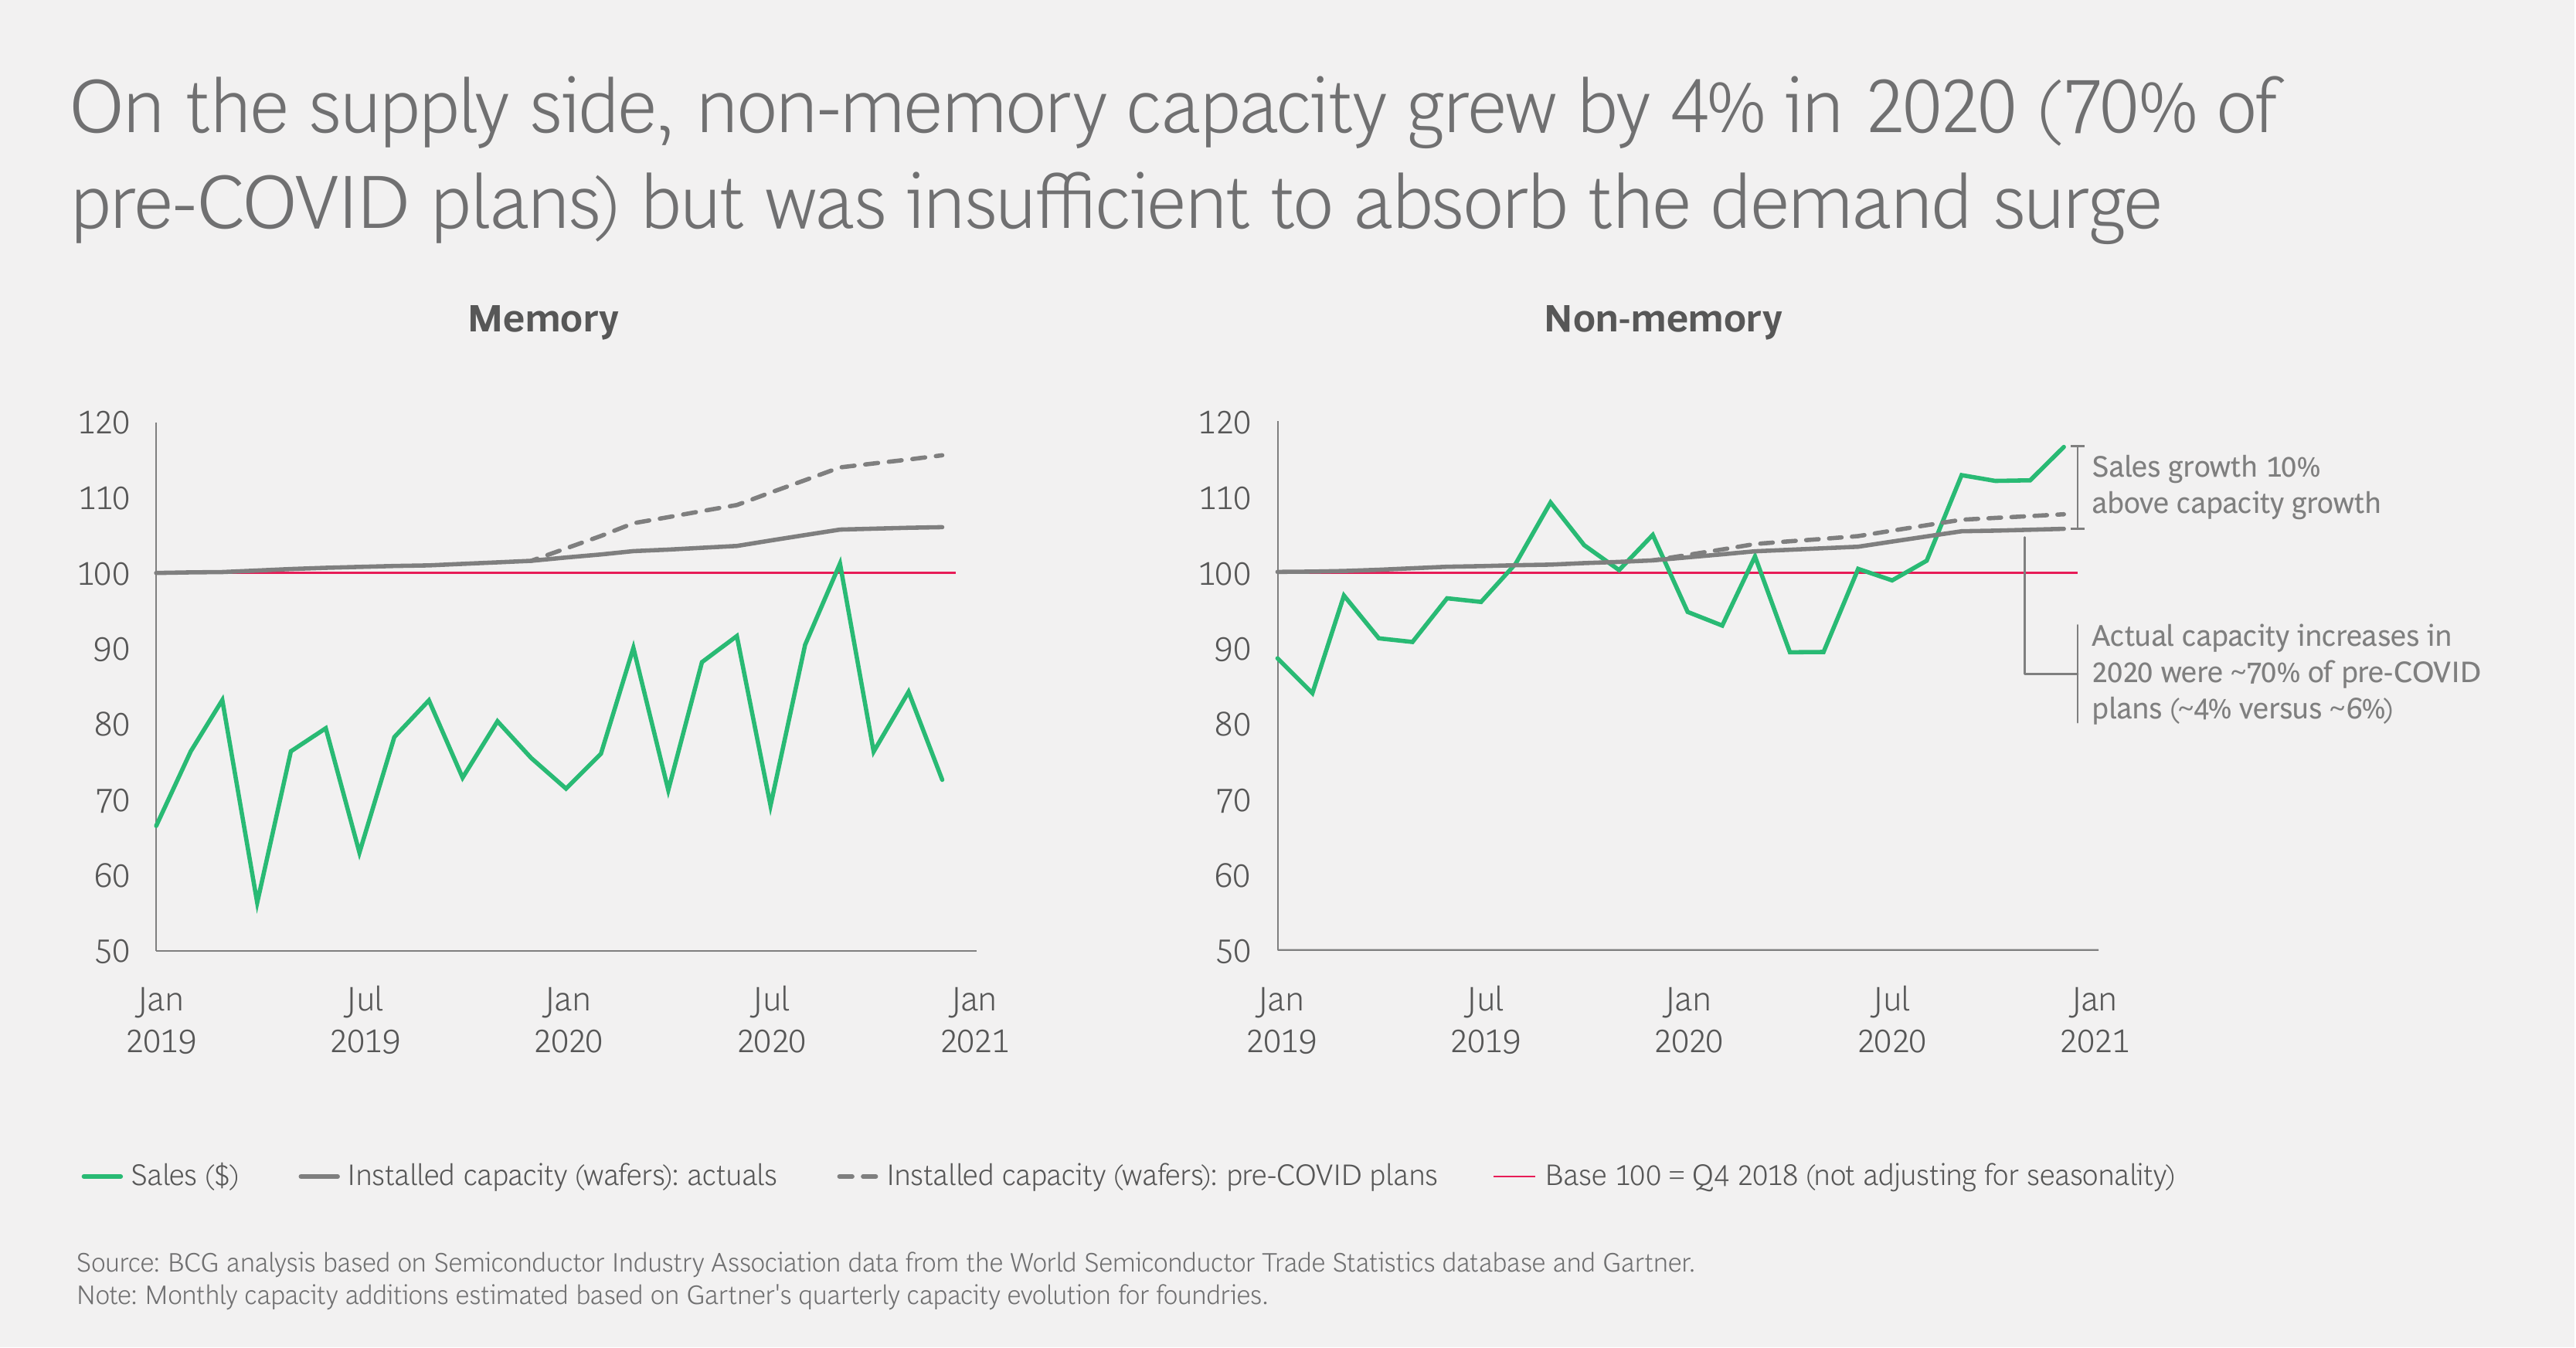 On the supply side, non-memory capacity grew by 4% in 2020 (70% of
pre-COVID plans) but was insufficient to absorb the demand surge
Memory
120
110
100
90
80
70
60
50
Jan
2019
Jul
2019
Jan
2020
Jul
2020
Jan
2021
Non-memory
120
110
100
90
80
70
60
50
Jan
2019
Jul
2019
Jan
2020
Jul
2020
Jan
2021
Sales growth 10%
above capacity growth
Actual capacity increases in
2020 were ~70% of pre-COVID
plans (~4% versus ~6%)
Sales ($)
Installed capacity (wafers): actuals
Installed capacity (wafers): pre-COVID plans
Base 100 = Q4 2018 (not adjusting for seasonality)
Source: BCG analysis based on Semiconductor Industry Association data from the World Semiconductor Trade Statistics database and Gartner.
Note: Monthly capacity additions estimated based on Gartner's quarterly capacity evolution for foundries.